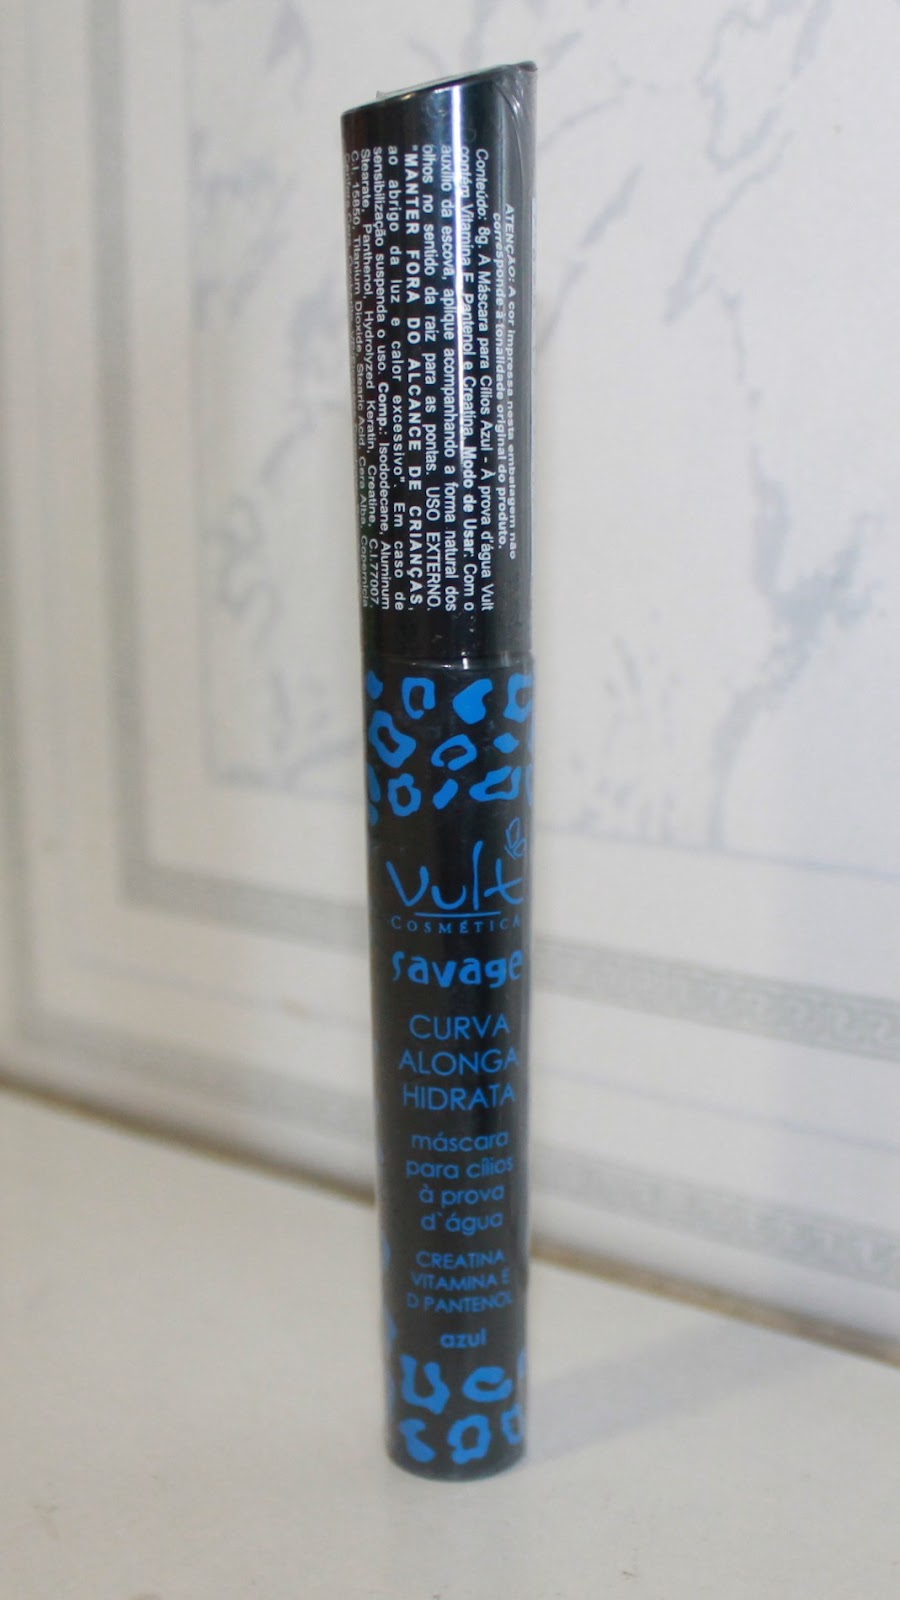 ATENÇÃO: A cor impressa nesta embalagem não
corresponde à tonalidade original do produto.
Conteúdo: 8g. A Máscara para Cílios Azul - À prova d'água Vult
contém Vitamina E, Pantenol e Creatina. Modo de Usar: Com o
auxílio da escova, aplique acompanhando a forma natural dos
olhos no sentido da raiz para as pontas. USO EXTERNO.
"MANTER FORA DO ALCANCE DE CRIANÇAS,
ao abrigo da luz e calor excessivo". Em caso de
sensibilização suspenda o uso. Comp.: Isododecane, Aluminum
Stearate, Panthenol, Hydrolyzed Keratin, Creatine, C.I.77007,
C.I. 15850, Titanium Dioxide, Stearic Acid, Cera Alba, Copernicia
Vult
COSMÉTICA
savage
CURVA
ALONGA
HIDRATA
máscara
para cílios
à prova
d`água
CREATINA
VITAMINA E
D PANTENOL
azul